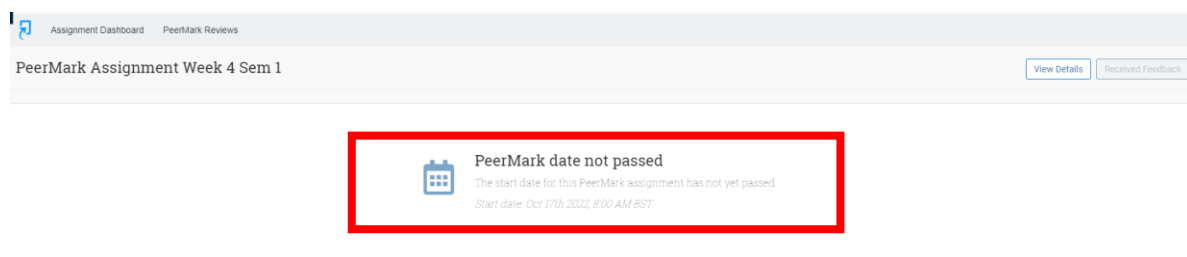 Assignment Dashboard PeerMark Reviews
PeerMark Assignment Week 4 Sem 1
View Details Received Feedback
PeerMark date not passed
The start date for this PeerMark assignment has not yet passed.
Start date: Oct 17th 2022, 8:00 AM BST